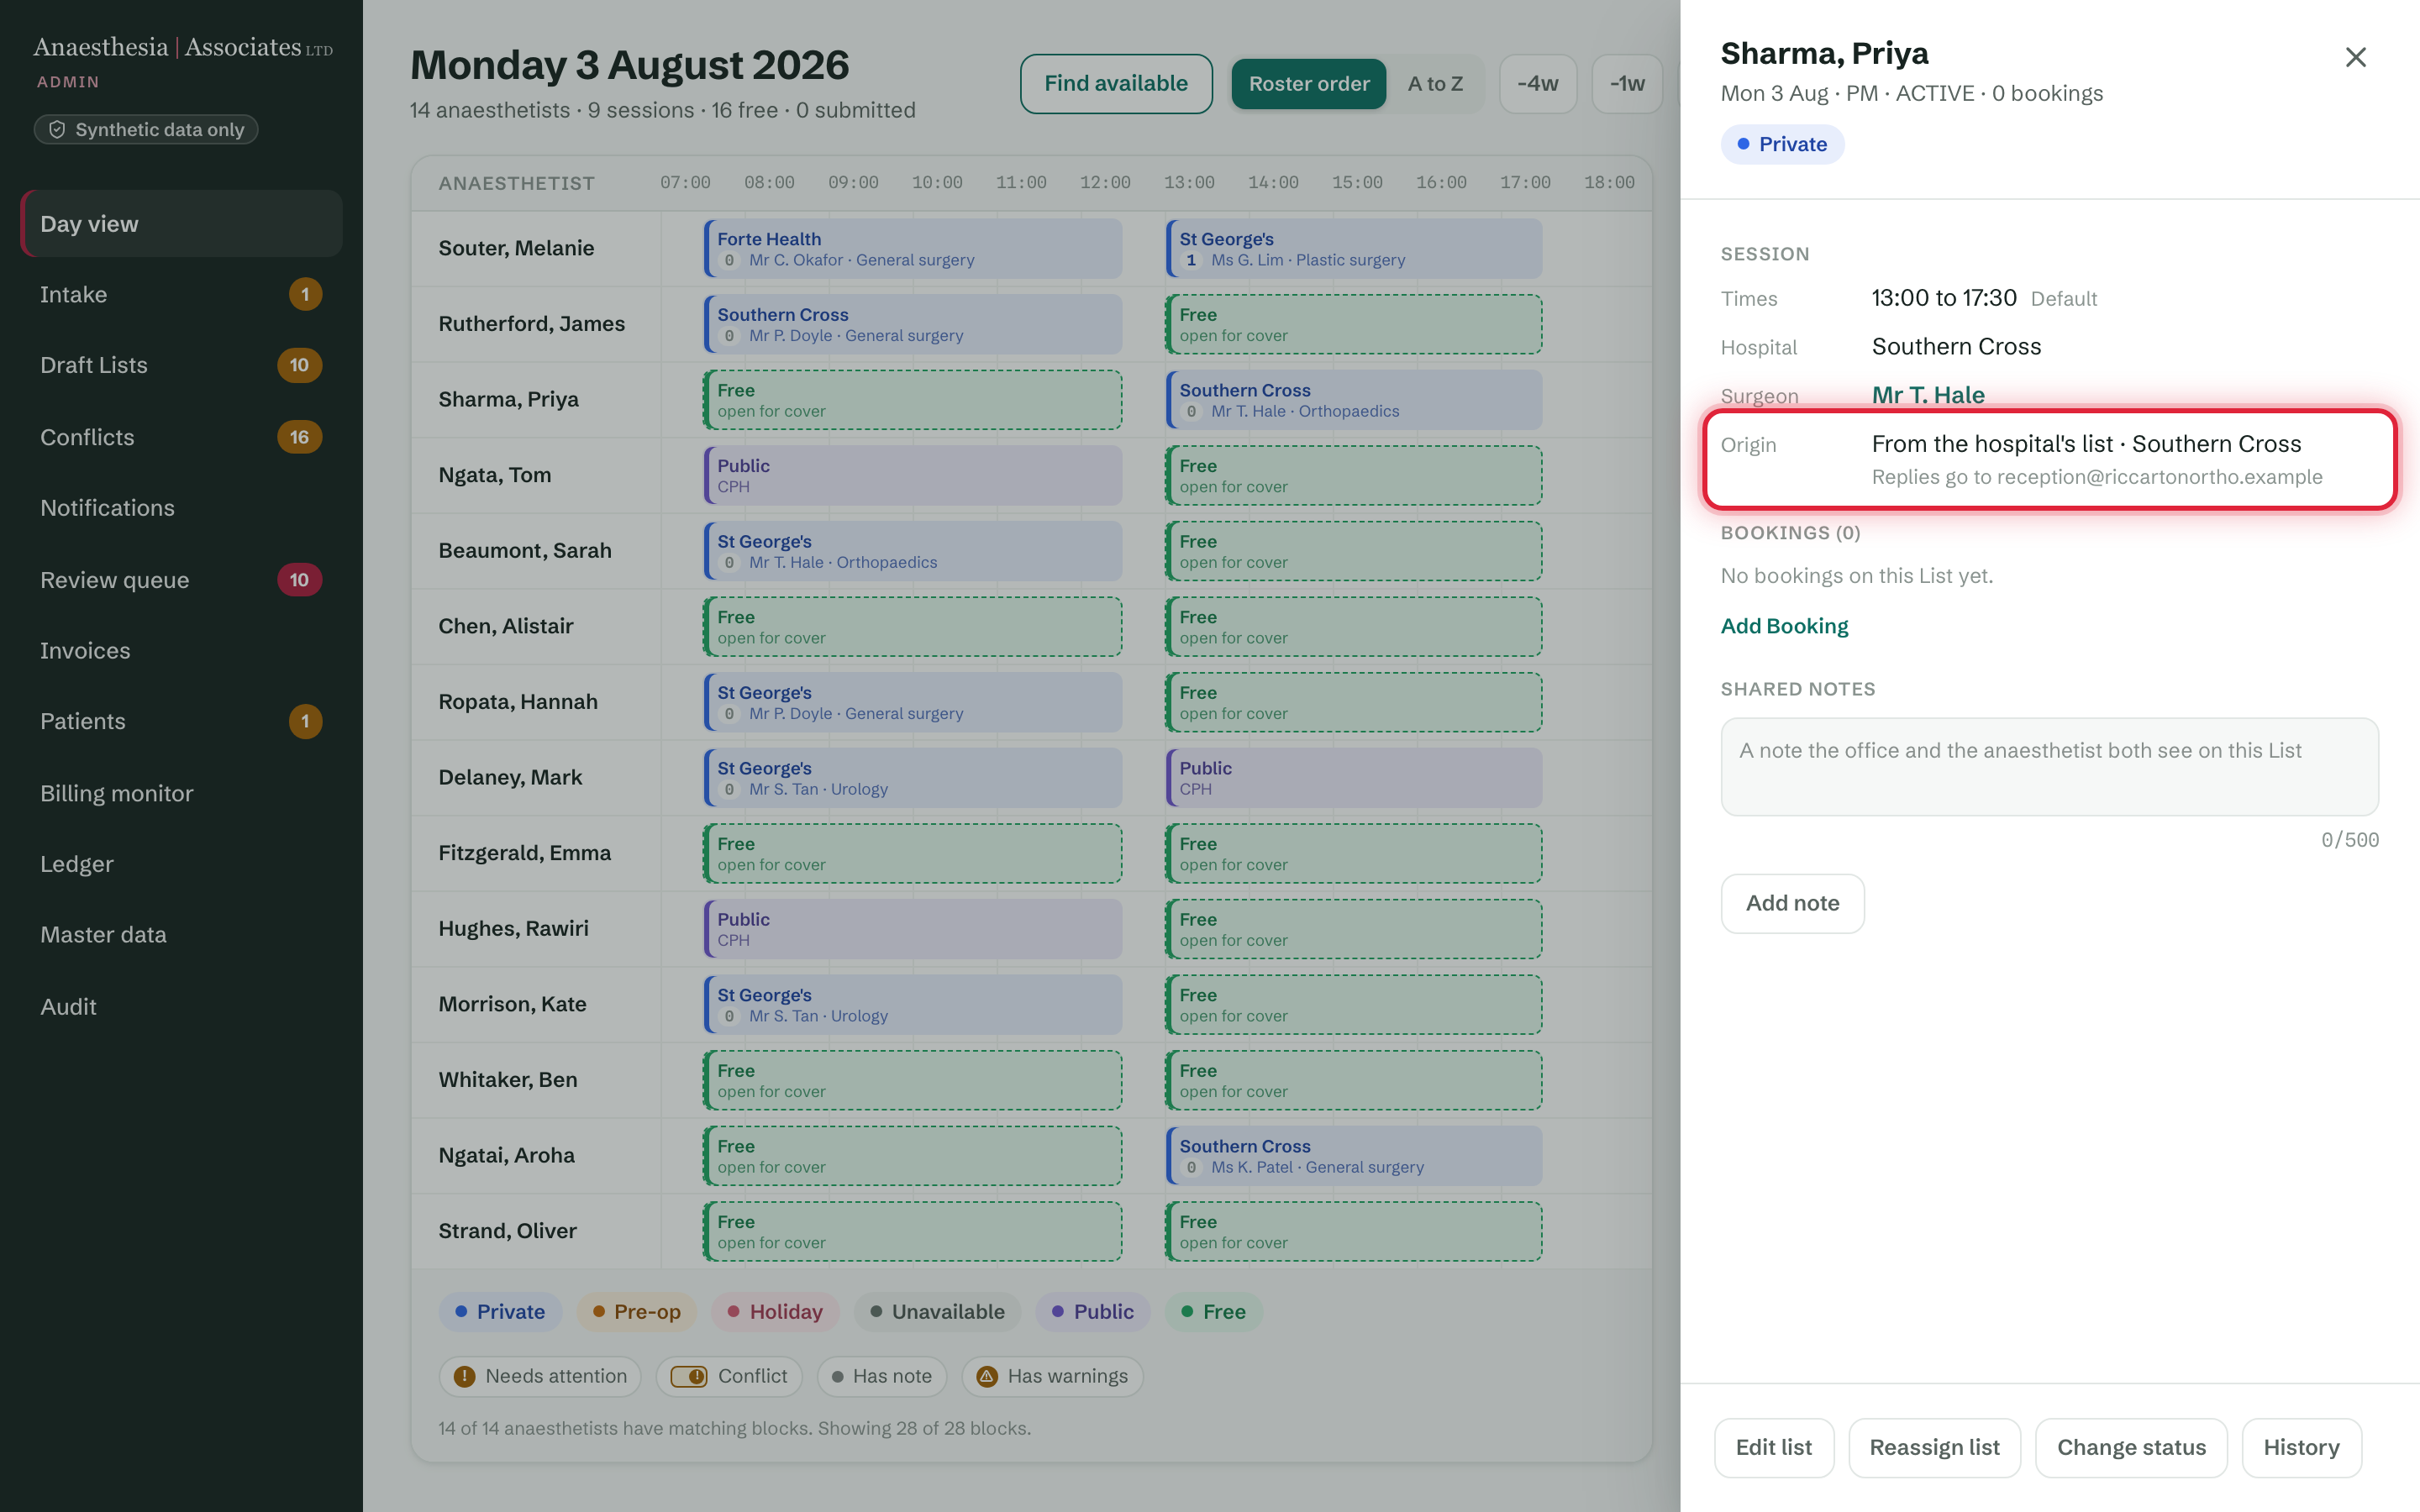 Anaesthesia | Associates LTD
ADMIN
Synthetic data only
Day view
Intake 1
Draft Lists 10
Conflicts 16
Notifications
Review queue 10
Invoices
Patients 1
Billing monitor
Ledger
Master data
Audit
Monday 3 August 2026
14 anaesthetists · 9 sessions · 16 free · 0 submitted
Find available
Roster order
A to Z
-4w
-1w
ANAESTHETIST 07:00 08:00 09:00 10:00 11:00 12:00 13:00 14:00 15:00 16:00 17:00 18:00
Souter, Melanie
Forte Health
0 Mr C. Okafor · General surgery
St George's
1 Ms G. Lim · Plastic surgery
Rutherford, James
Southern Cross
0 Mr P. Doyle · General surgery
Free
open for cover
Sharma, Priya
Free
open for cover
Southern Cross
0 Mr T. Hale · Orthopaedics
Ngata, Tom
Public
CPH
Free
open for cover
Beaumont, Sarah
St George's
0 Mr T. Hale · Orthopaedics
Free
open for cover
Chen, Alistair
Free
open for cover
Free
open for cover
Ropata, Hannah
St George's
0 Mr P. Doyle · General surgery
Free
open for cover
Delaney, Mark
St George's
0 Mr S. Tan · Urology
Public
CPH
Fitzgerald, Emma
Free
open for cover
Free
open for cover
Hughes, Rawiri
Public
CPH
Free
open for cover
Morrison, Kate
St George's
0 Mr S. Tan · Urology
Free
open for cover
Whitaker, Ben
Free
open for cover
Free
open for cover
Ngatai, Aroha
Free
open for cover
Southern Cross
0 Ms K. Patel · General surgery
Strand, Oliver
Free
open for cover
Free
open for cover
Private
Pre-op
Holiday
Unavailable
Public
Free
Needs attention
Conflict
Has note
Has warnings
14 of 14 anaesthetists have matching blocks. Showing 28 of 28 blocks.
Sharma, Priya
Mon 3 Aug · PM · ACTIVE · 0 bookings
Private
SESSION
Times 13:00 to 17:30 Default
Hospital Southern Cross
Surgeon Mr T. Hale
Origin From the hospital's list · Southern Cross
Replies go to reception@riccartonortho.example
BOOKINGS (0)
No bookings on this List yet.
Add Booking
SHARED NOTES
A note the office and the anaesthetist both see on this List
0/500
Add note
Edit list
Reassign list
Change status
History